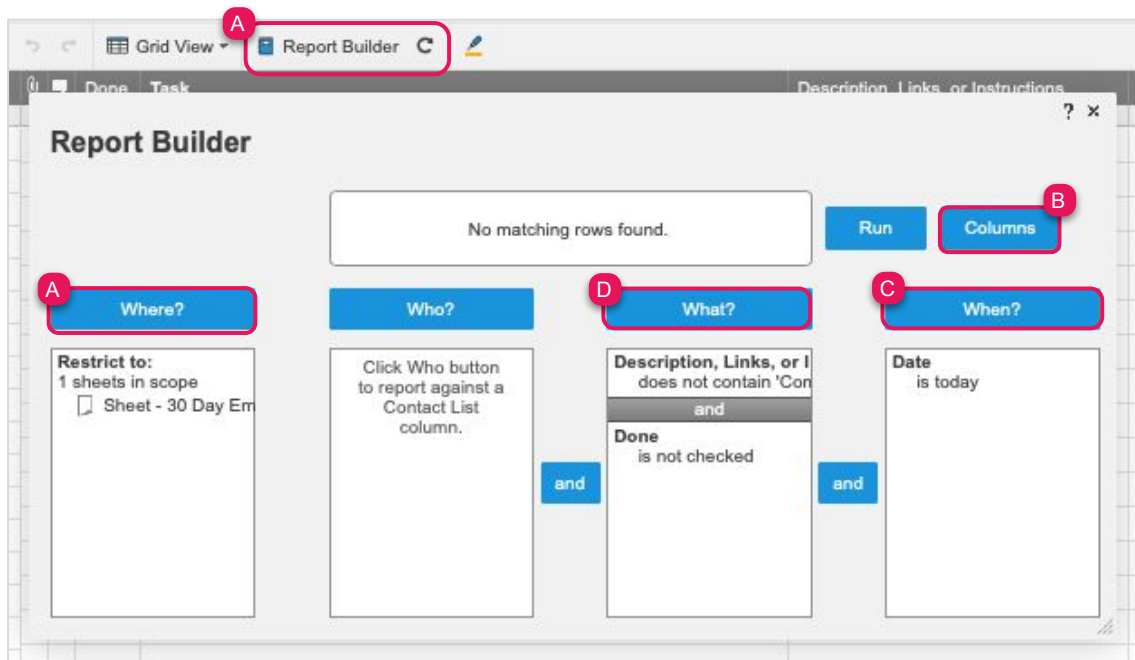 A
Grid View
Report Builder
Done Task
Description, Links, or Instructions
? ×
Report Builder
No matching rows found.
Run
B
Columns
A
Where?
Who?
D
What?
C
When?
Restrict to:
1 sheets in scope
Sheet - 30 Day Em
Click Who button
to report against a
Contact List
column.
and
Description, Links, or I
does not contain 'Con
and
Done
is not checked
and
Date
is today